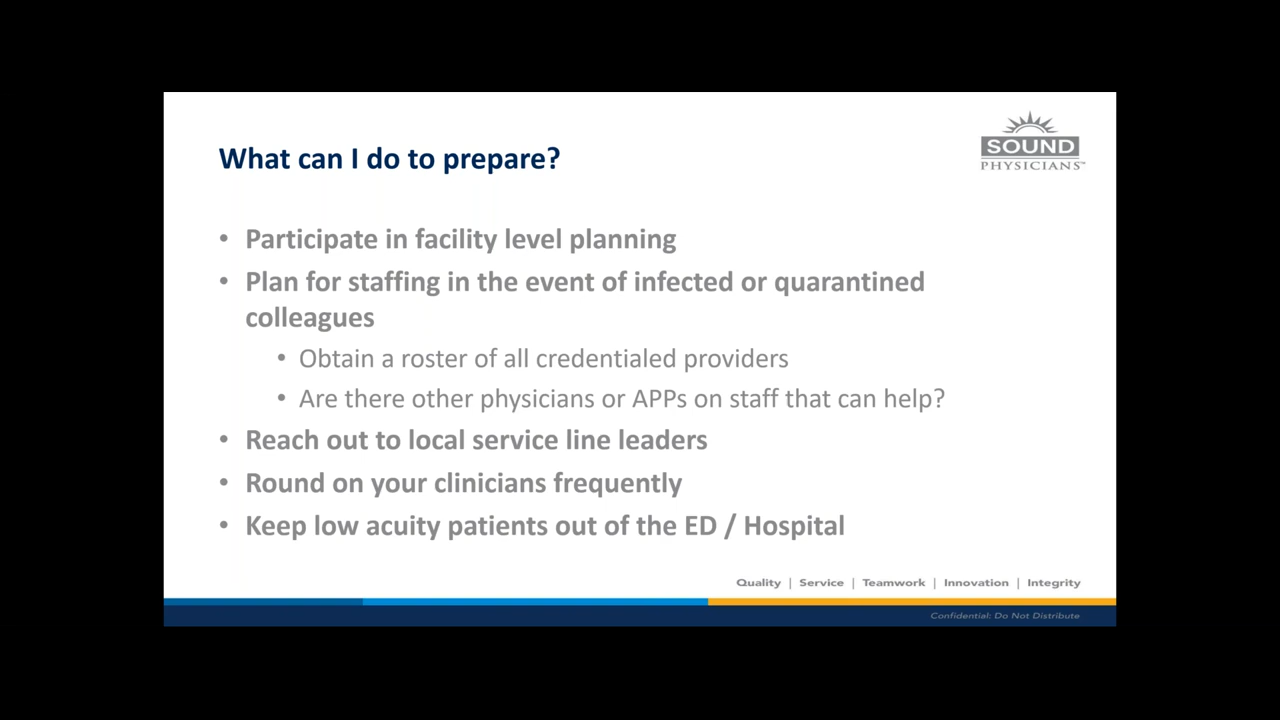 What can I do to prepare?
SOUND
PHYSICIANS™
• Participate in facility level planning
• Plan for staffing in the event of infected or quarantined
colleagues
• Obtain a roster of all credentialed providers
• Are there other physicians or APPs on staff that can help?
• Reach out to local service line leaders
• Round on your clinicians frequently
• Keep low acuity patients out of the ED / Hospital
Quality | Service | Teamwork | Innovation | Integrity
Confidential: Do Not Distribute